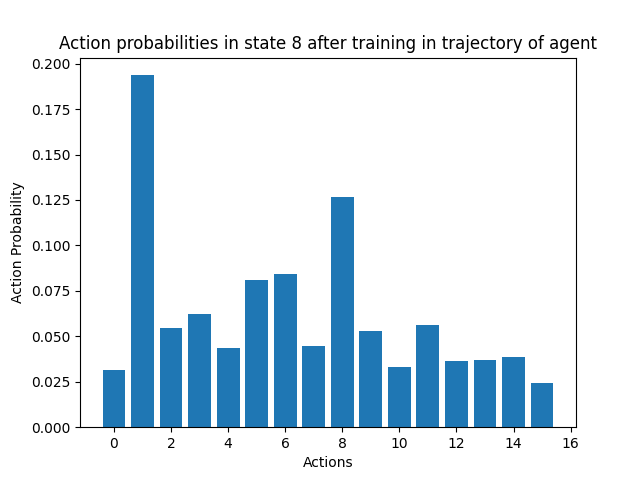 Action probabilities in state 8 after training in trajectory of agent
0.200
0.175
0.150
0.125
0.100
0.075
0.050
0.025
0.000
Action Probability
0 2 4 6 8 10 12 14 16
Actions